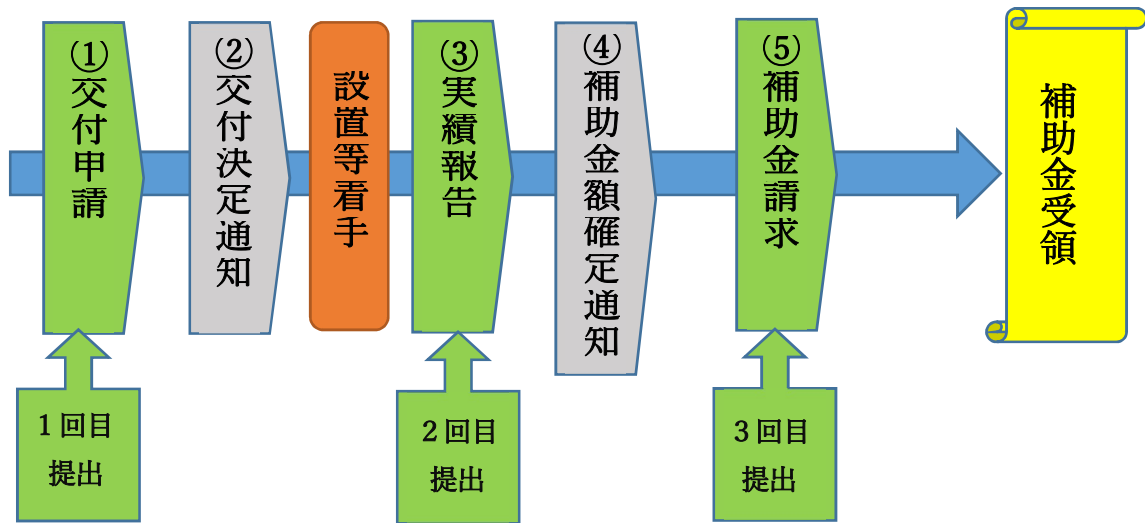 ①交付申請
②交付決定通知
設置等着手
③実績報告
④補助金額確定通知
⑤補助金請求
補助金受領
1回目
提出
2回目
提出
3回目
提出